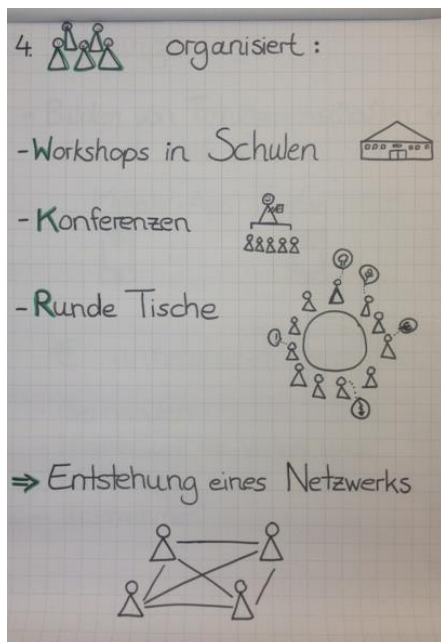 4. organisiert:
-Workshops in Schulen
- Konferenzen
- Runde Tische
⇒ Entstehung eines Netzwerks